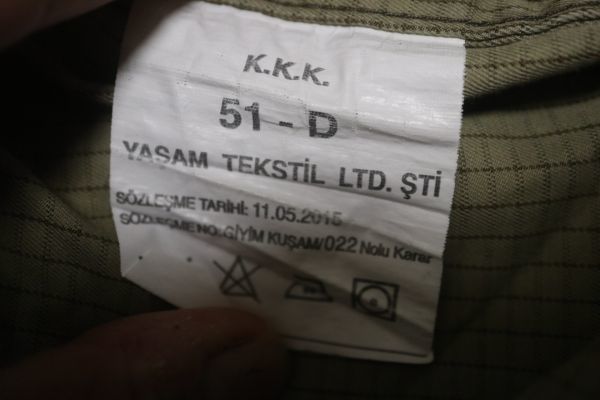 K.K.K.
51 - D
YAŞAM TEKSTİL LTD. ŞTİ
SÖZLEŞME TARİHİ: 11.05.2015
SÖZLEŞME NO: GİYİM KUŞAM/022 Nolu Karar